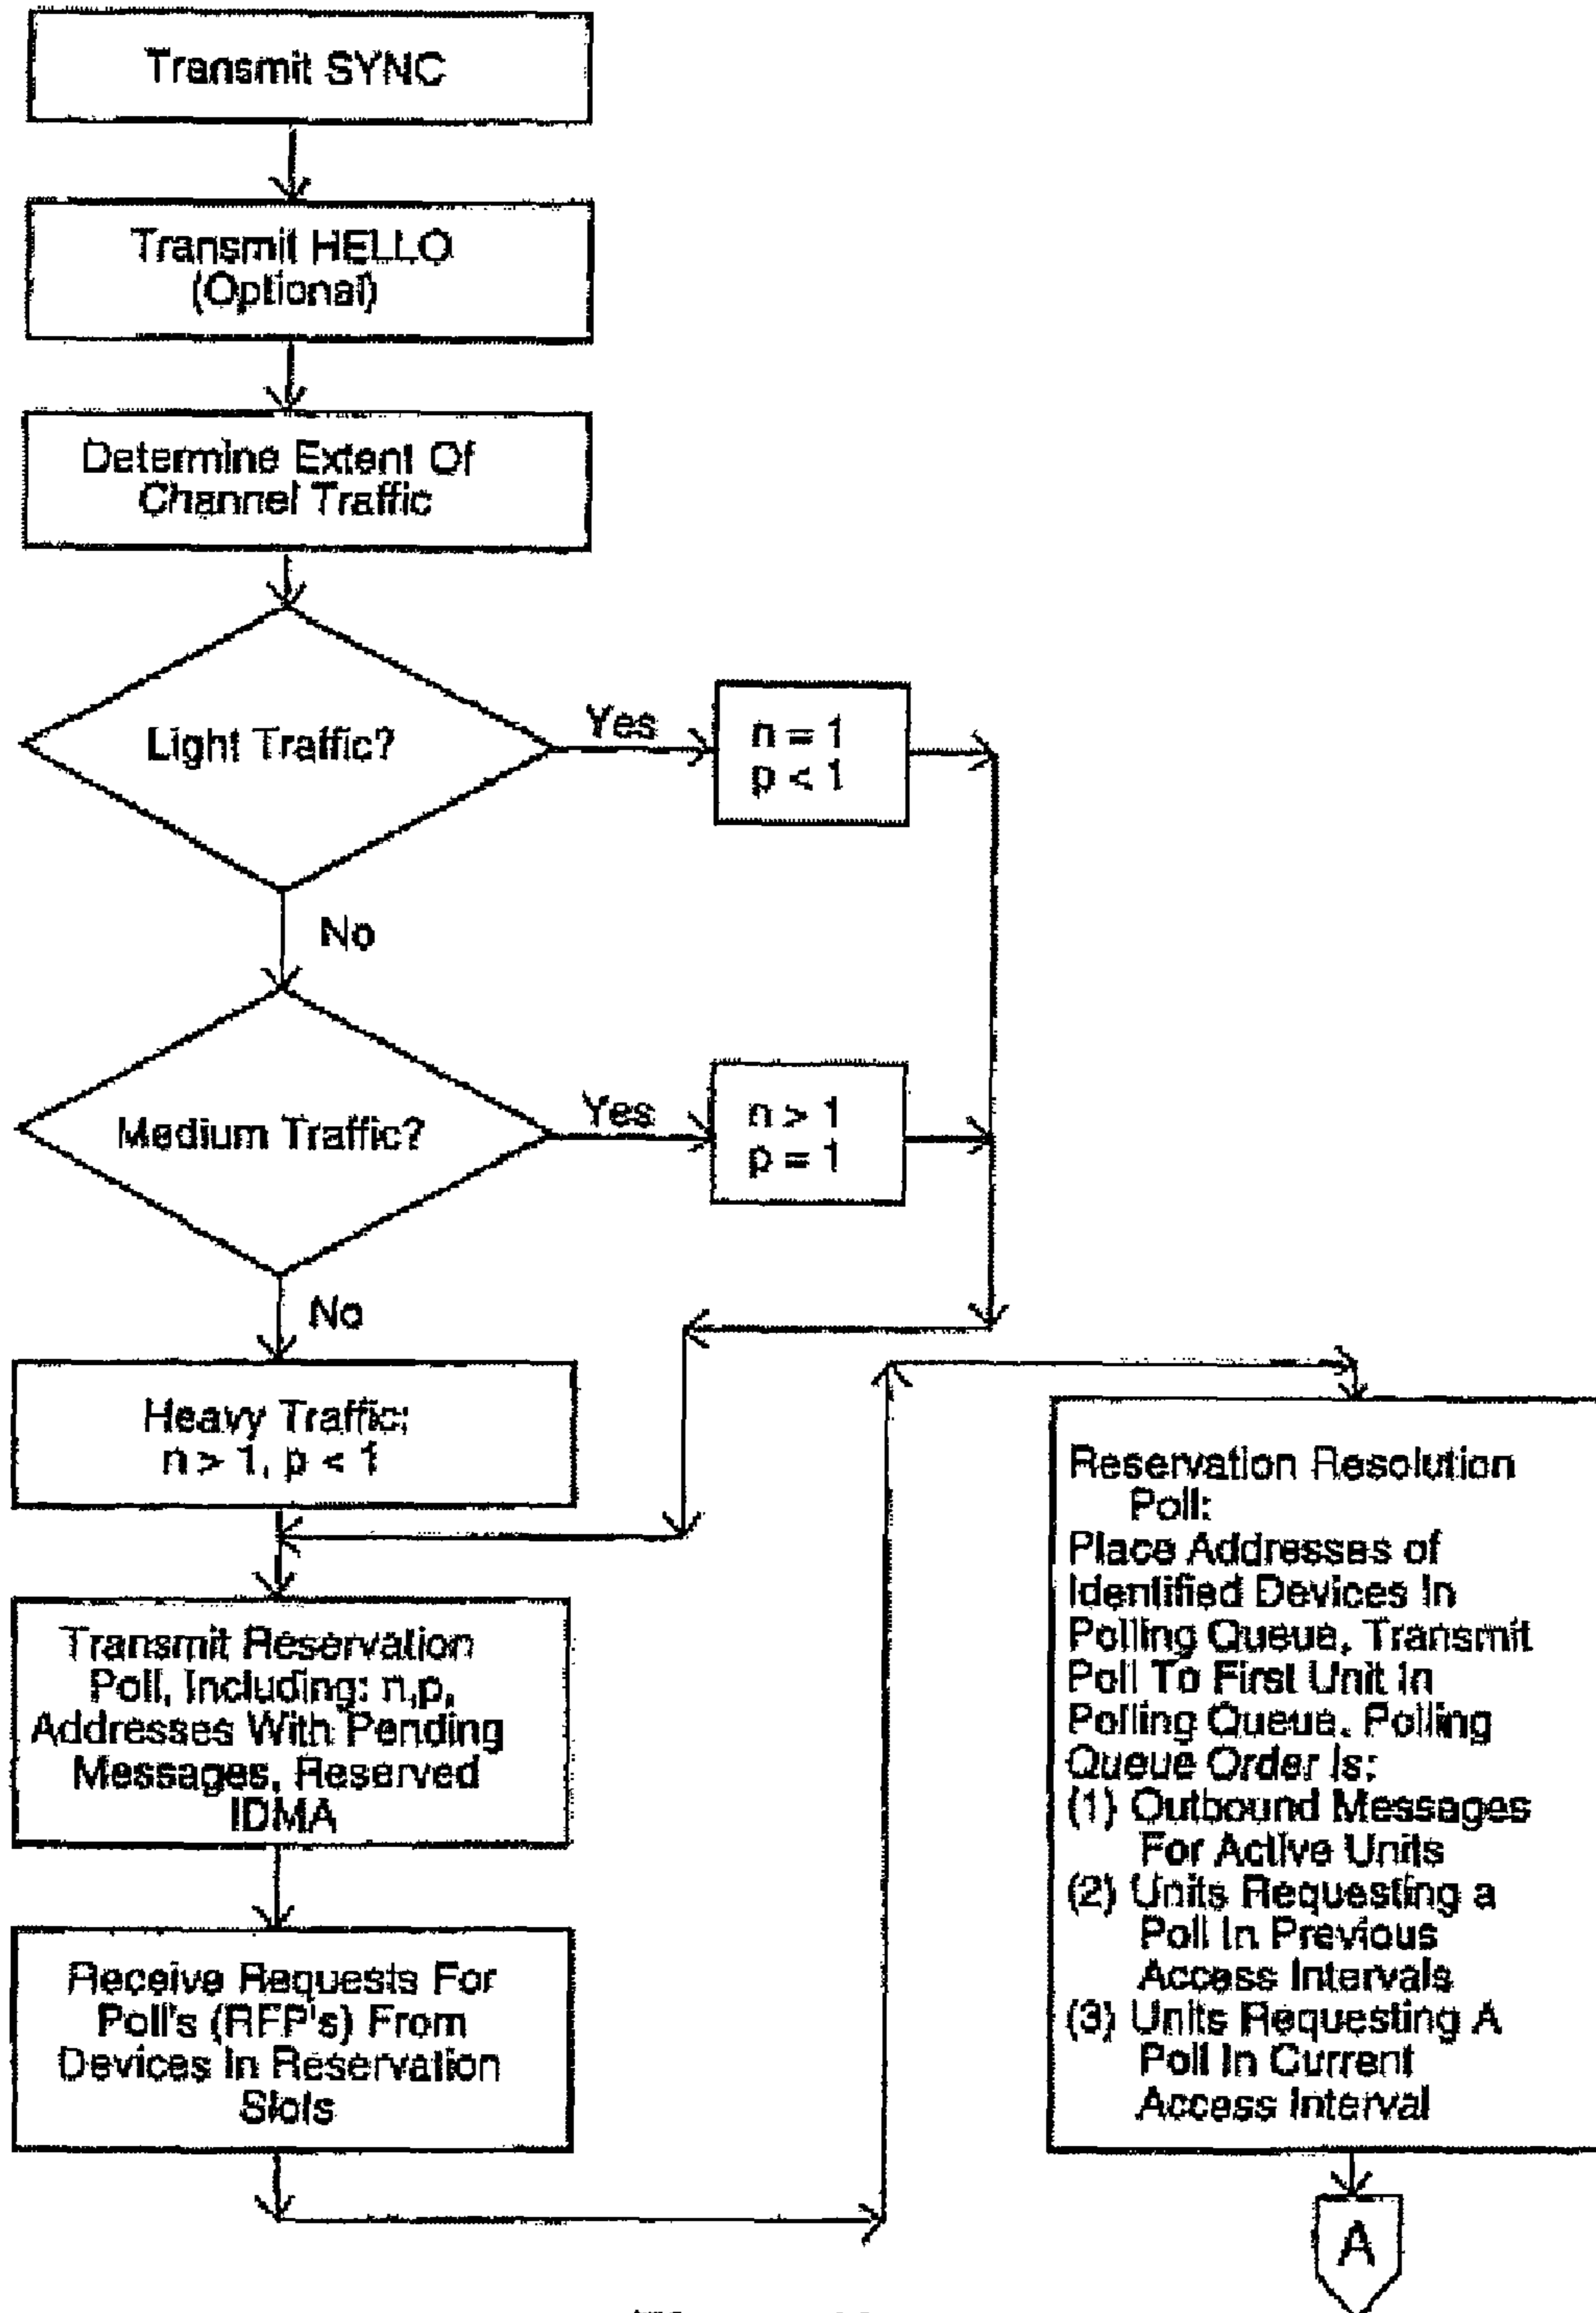 Transmit SYNC
Transmit HELLO
(Optional)
Determine Extent Of
Channel Traffic
Light Traffic?
Yes
n = 1
p < 1
No
Medium Traffic?
Yes
n > 1
p = 1
No
Heavy Traffic:
n > 1, p < 1
Transmit Reservation
Poll, Including: n,p,
Addresses With Pending
Messages, Reserved
IDMA
Receive Requests For
Poll's (RFP's) From
Devices In Reservation
Slots
Reservation Resolution
Poll:
Place Addresses of
Identified Devices In
Polling Queue, Transmit
Poll To First Unit In
Polling Queue. Polling
Queue Order Is:
(1) Outbound Messages
For Active Units
(2) Units Requesting a
Poll In Previous
Access Intervals
(3) Units Requesting A
Poll In Current
Access Interval
A